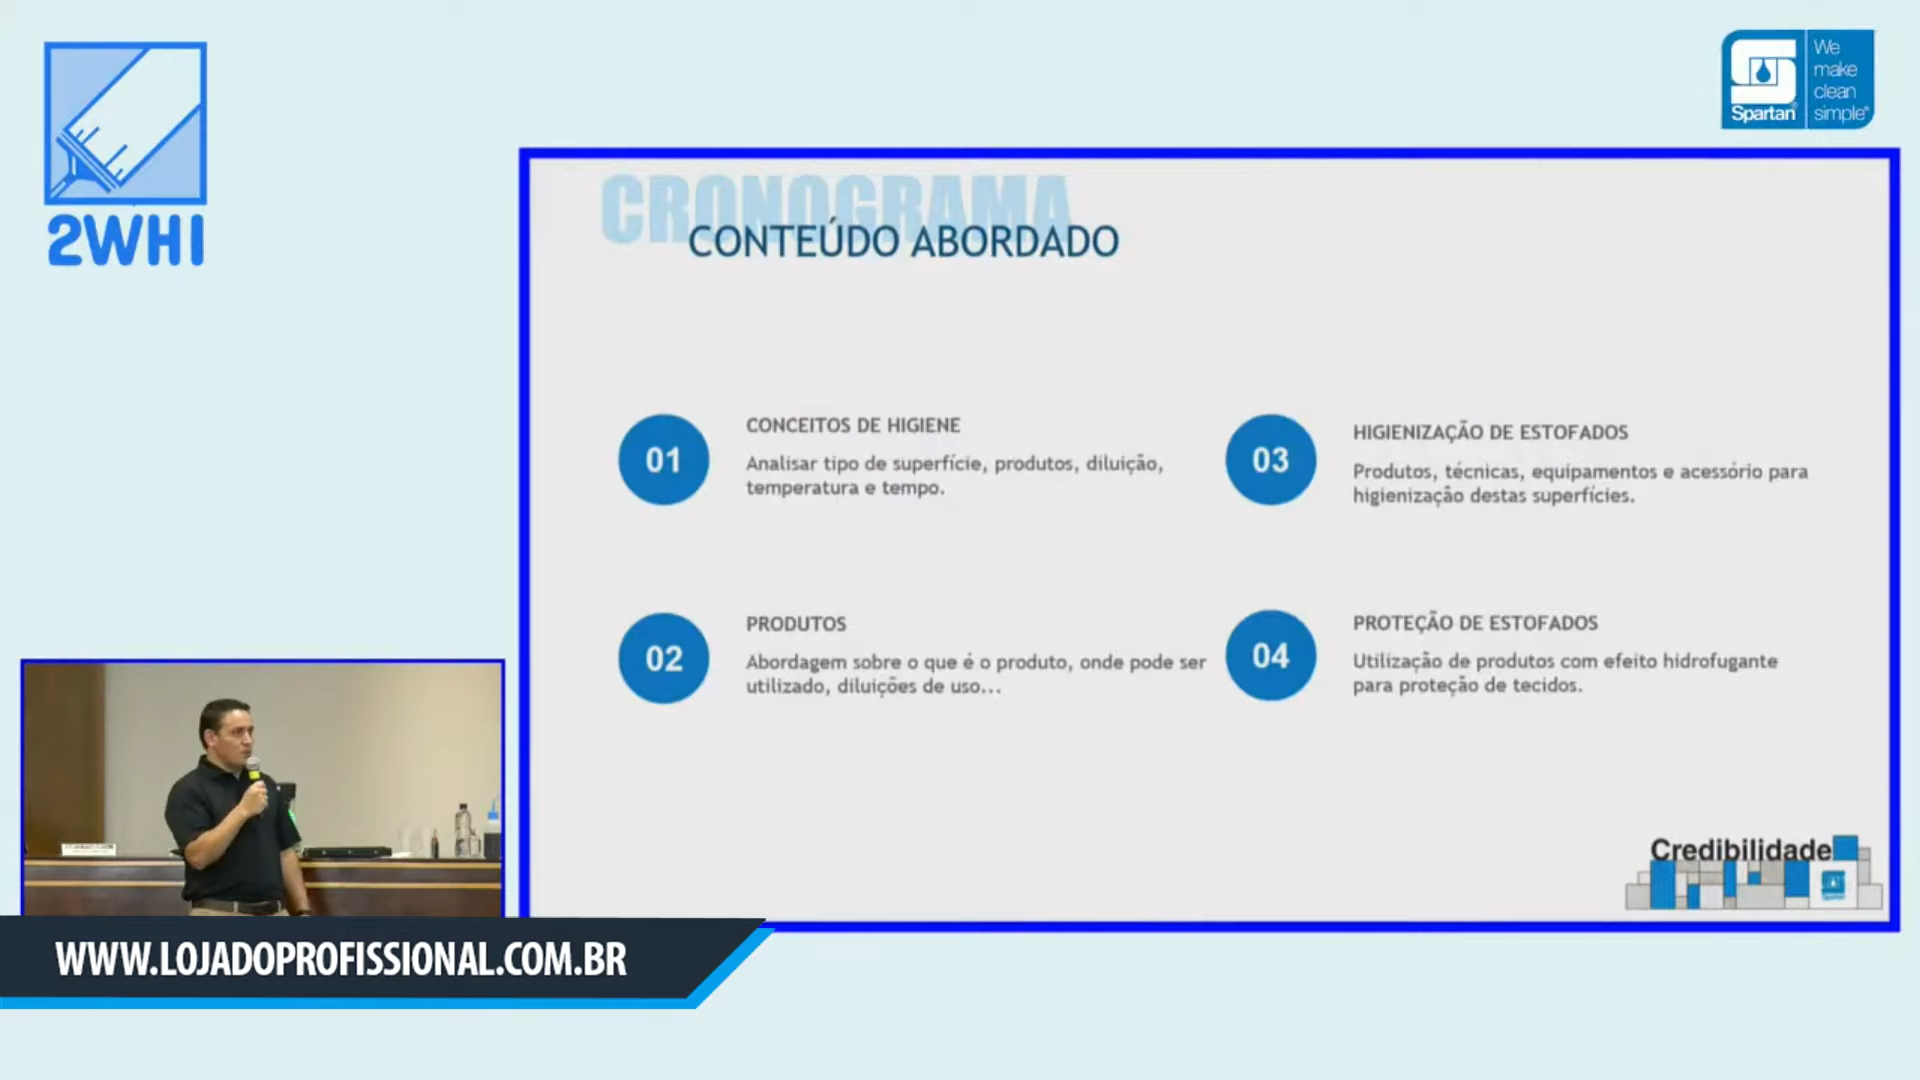 2WHI
Spartan®
We
make
clean
simple®
CRONOGRAMA
CONTEÚDO ABORDADO
01
CONCEITOS DE HIGIENE
Analisar tipo de superfície, produtos, diluição,
temperatura e tempo.
02
PRODUTOS
Abordagem sobre o que é o produto, onde pode ser
utilizado, diluições de uso...
03
HIGIENIZAÇÃO DE ESTOFADOS
Produtos, técnicas, equipamentos e acessório para
higienização destas superfícies.
04
PROTEÇÃO DE ESTOFADOS
Utilização de produtos com efeito hidrofugante
para proteção de tecidos.
Credibilidade
WWW.LOJADOPROFISSIONAL.COM.BR